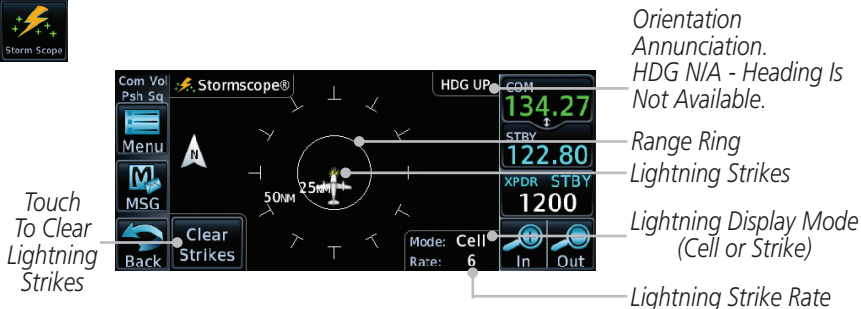 Storm Scope
Orientation
Annunciation.
HDG N/A - Heading Is
Not Available.
Com Vol
Psh Sq
Stormscope®
HDG UP
COM
134.27
Menu
N
STBY
122.80
Range Ring
Lightning Strikes
MSG
50NM
25NM
XPDR STBY
1200
Touch
To Clear
Lightning
Strikes
Clear
Strikes
Back
Mode: Cell
Rate: 6
In
Out
Lightning Display Mode
(Cell or Strike)
Lightning Strike Rate